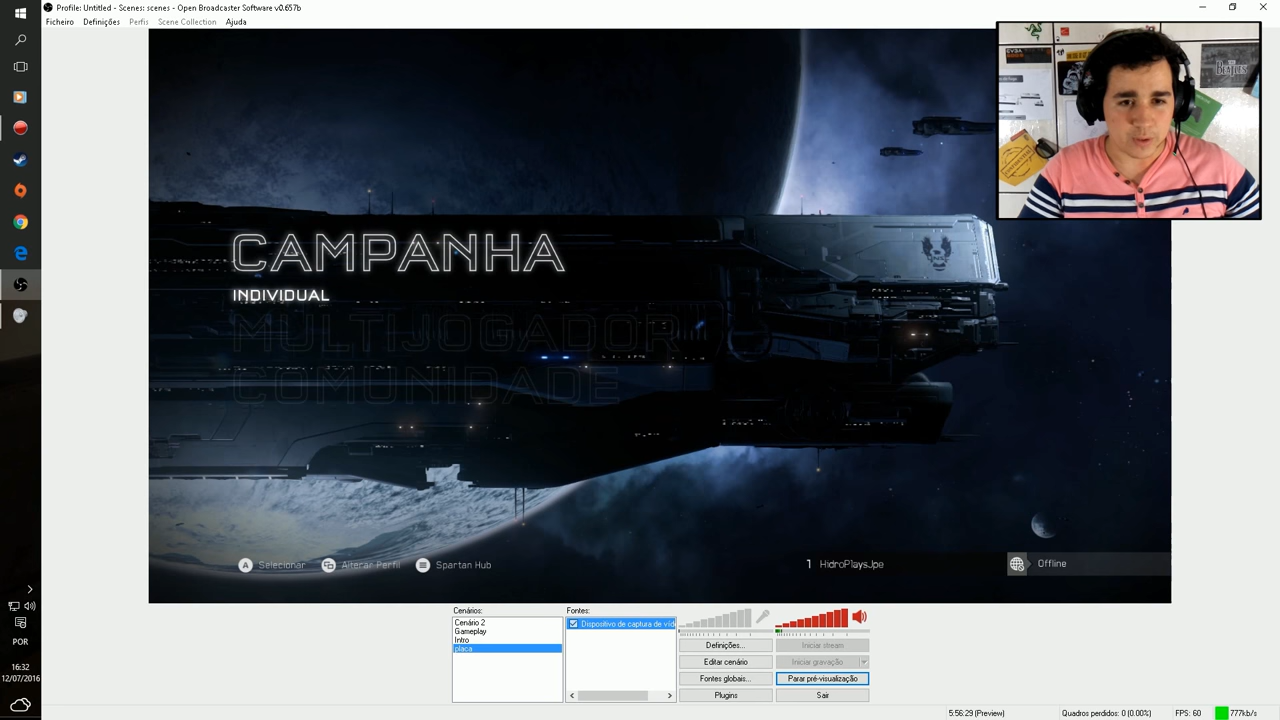 Profile: Untitled - Scenes: scenes - Open Broadcaster Software v0.657b
Ficheiro Definições Perfis Scene Collection Ajuda
EVGA
BEATLES
CAMPANHA
INDIVIDUAL
MULTIJOGADOR
COMUNIDADE
A Selecionar Alterar Perfil Spartan Hub
1 HidroPlaysJpe
Offline
Cenários:
Cenário 2
Gameplay
Intro
placa
Fontes:
Dispositivo de captura de víd
Definições... Iniciar stream
Editar cenário Iniciar gravação
Fontes globais... Parar pré-visualização
Plugins Sair
5:56:29 (Preview) Quadros perdidos: 0 (0.00%) FPS: 60 777kb/s
POR
16:32
12/07/2016